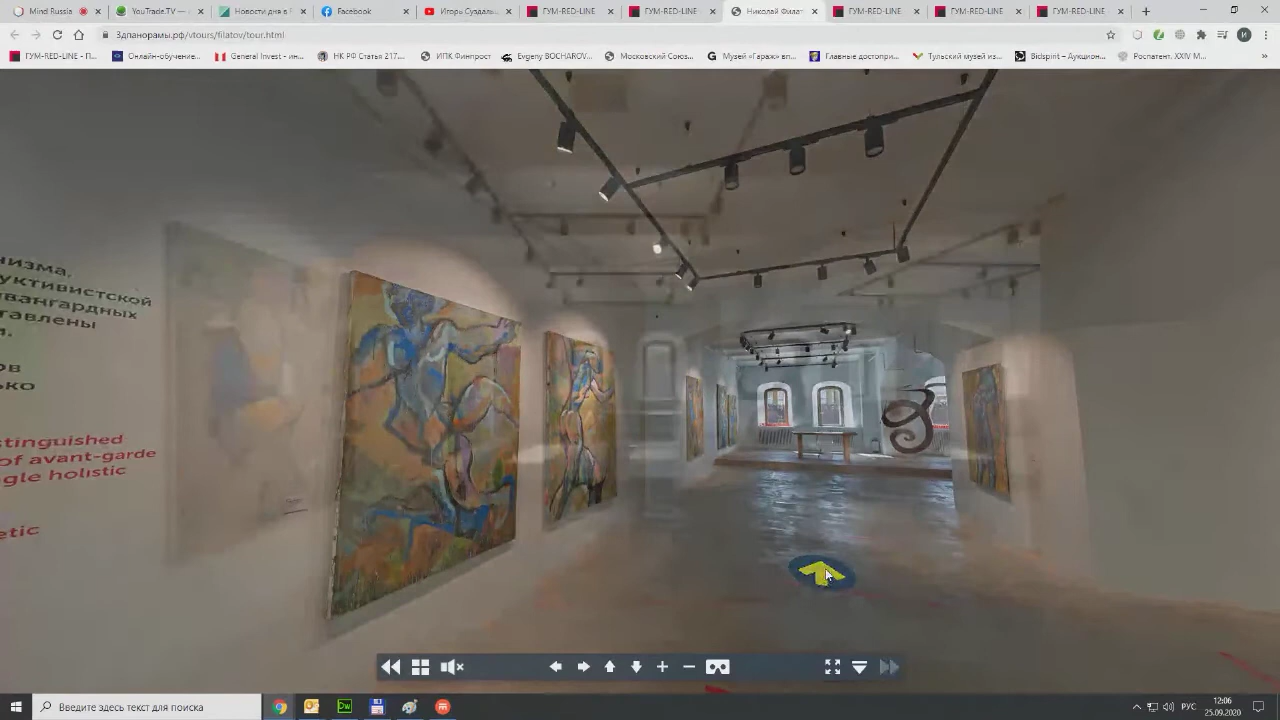 Mind Russia
YouTrade.TV —
Новости дня в
Facebook
Игорь Суздаль
ГУМ-RED-LINE
ГУМ-RED-LINE
Николай Филат
ГУМ-RED-LINE
ГУМ-RED-LINE
ГУМ-RED-LINE
3дпанорамы.рф/vtours/filatov/tour.html
И
ГУМ-RED-LINE - П...
Онлайн-обучение...
General Invest - ин...
НК РФ Статья 217...
ИПК Финпрост
Evgeny BOCHAROV...
Московский Союз...
Музей «Гараж» вп...
Главные достопри...
Тульский музей из...
Bidspirit – Аукцион...
Роспатент. XXIV М...
низма,
уктивистской
тавлены
ов
ько
stinguished
of avant-garde
gle holistic
etic
Введите здесь текст для поиска
РУС
12:06
25.09.2020